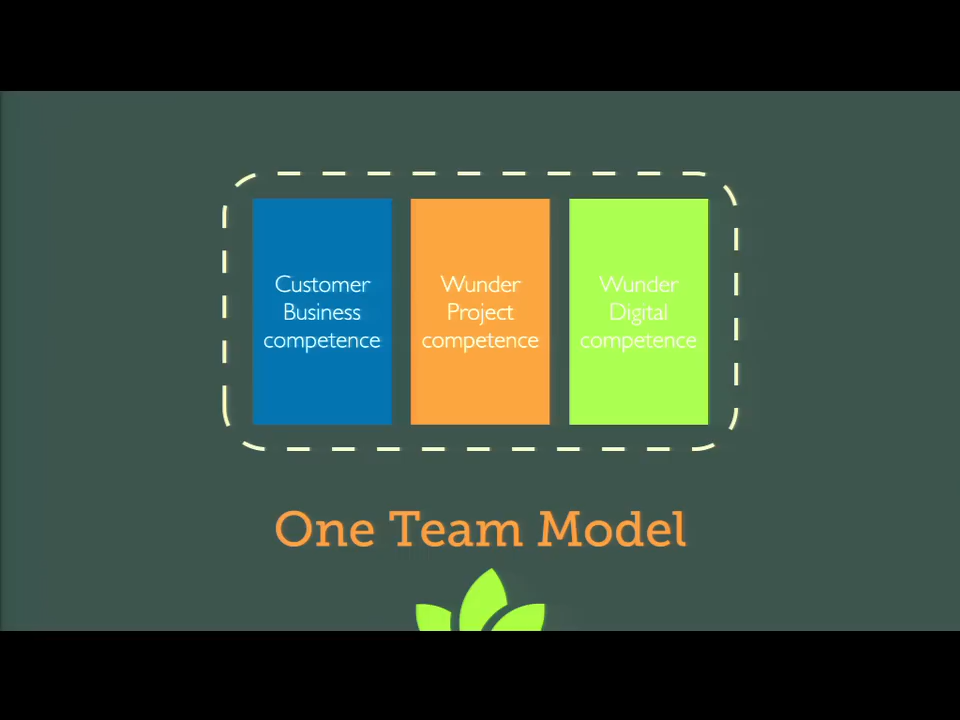 Customer
Business
competence
Wunder
Project
competence
Wunder
Digital
competence
One Team Model